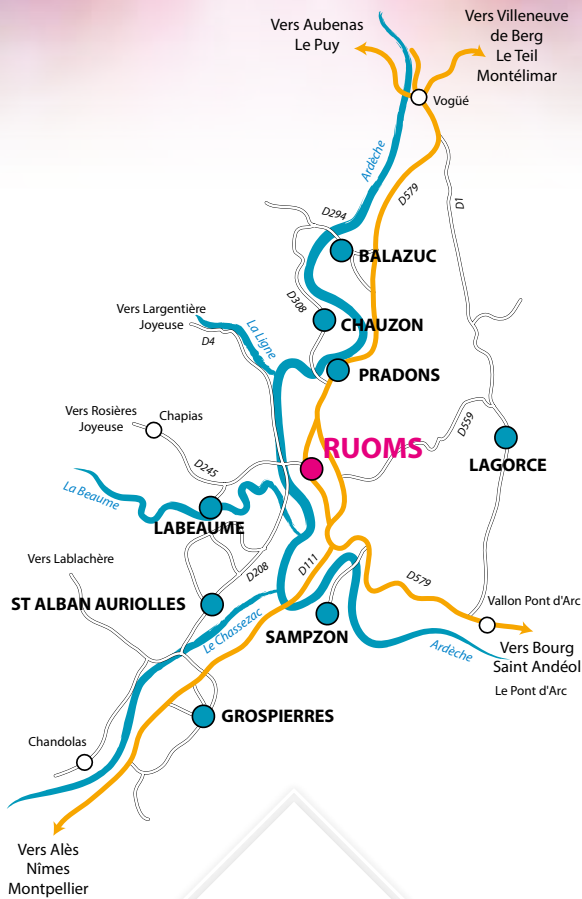 Vers Aubenas
Le Puy
Vers Villeneuve
de Berg
Le Teil
Montélimar
Vogüé
Ardèche
D579
D1
D294
BALAZUC
D308
CHAUZON
Vers Largentière
Joyeuse
D4
La Ligne
PRADONS
Vers Rosières
Joyeuse
Chapias
RUOMS
D559
LAGORCE
D245
La Beaume
LABEAUME
Vers Lablachère
D208
D111
D579
ST ALBAN AURIOLLES
Vallon Pont d'Arc
Le Chassezac
SAMPZON
Ardèche
Vers Bourg
Saint Andéol
Le Pont d'Arc
GROSPIERRES
Chandolas
Vers Alès
Nîmes
Montpellier